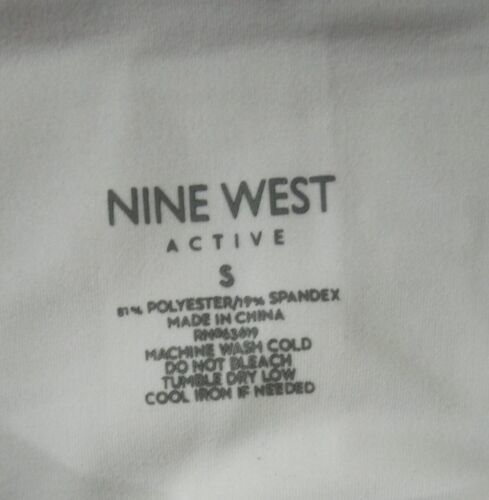 NINE WEST
ACTIVE
S
81% POLYESTER/19% SPANDEX
MADE IN CHINA
MACHINE WASH COLD
DO NOT BLEACH
TUMBLE DRY LOW
COOL IRON IF NEEDED